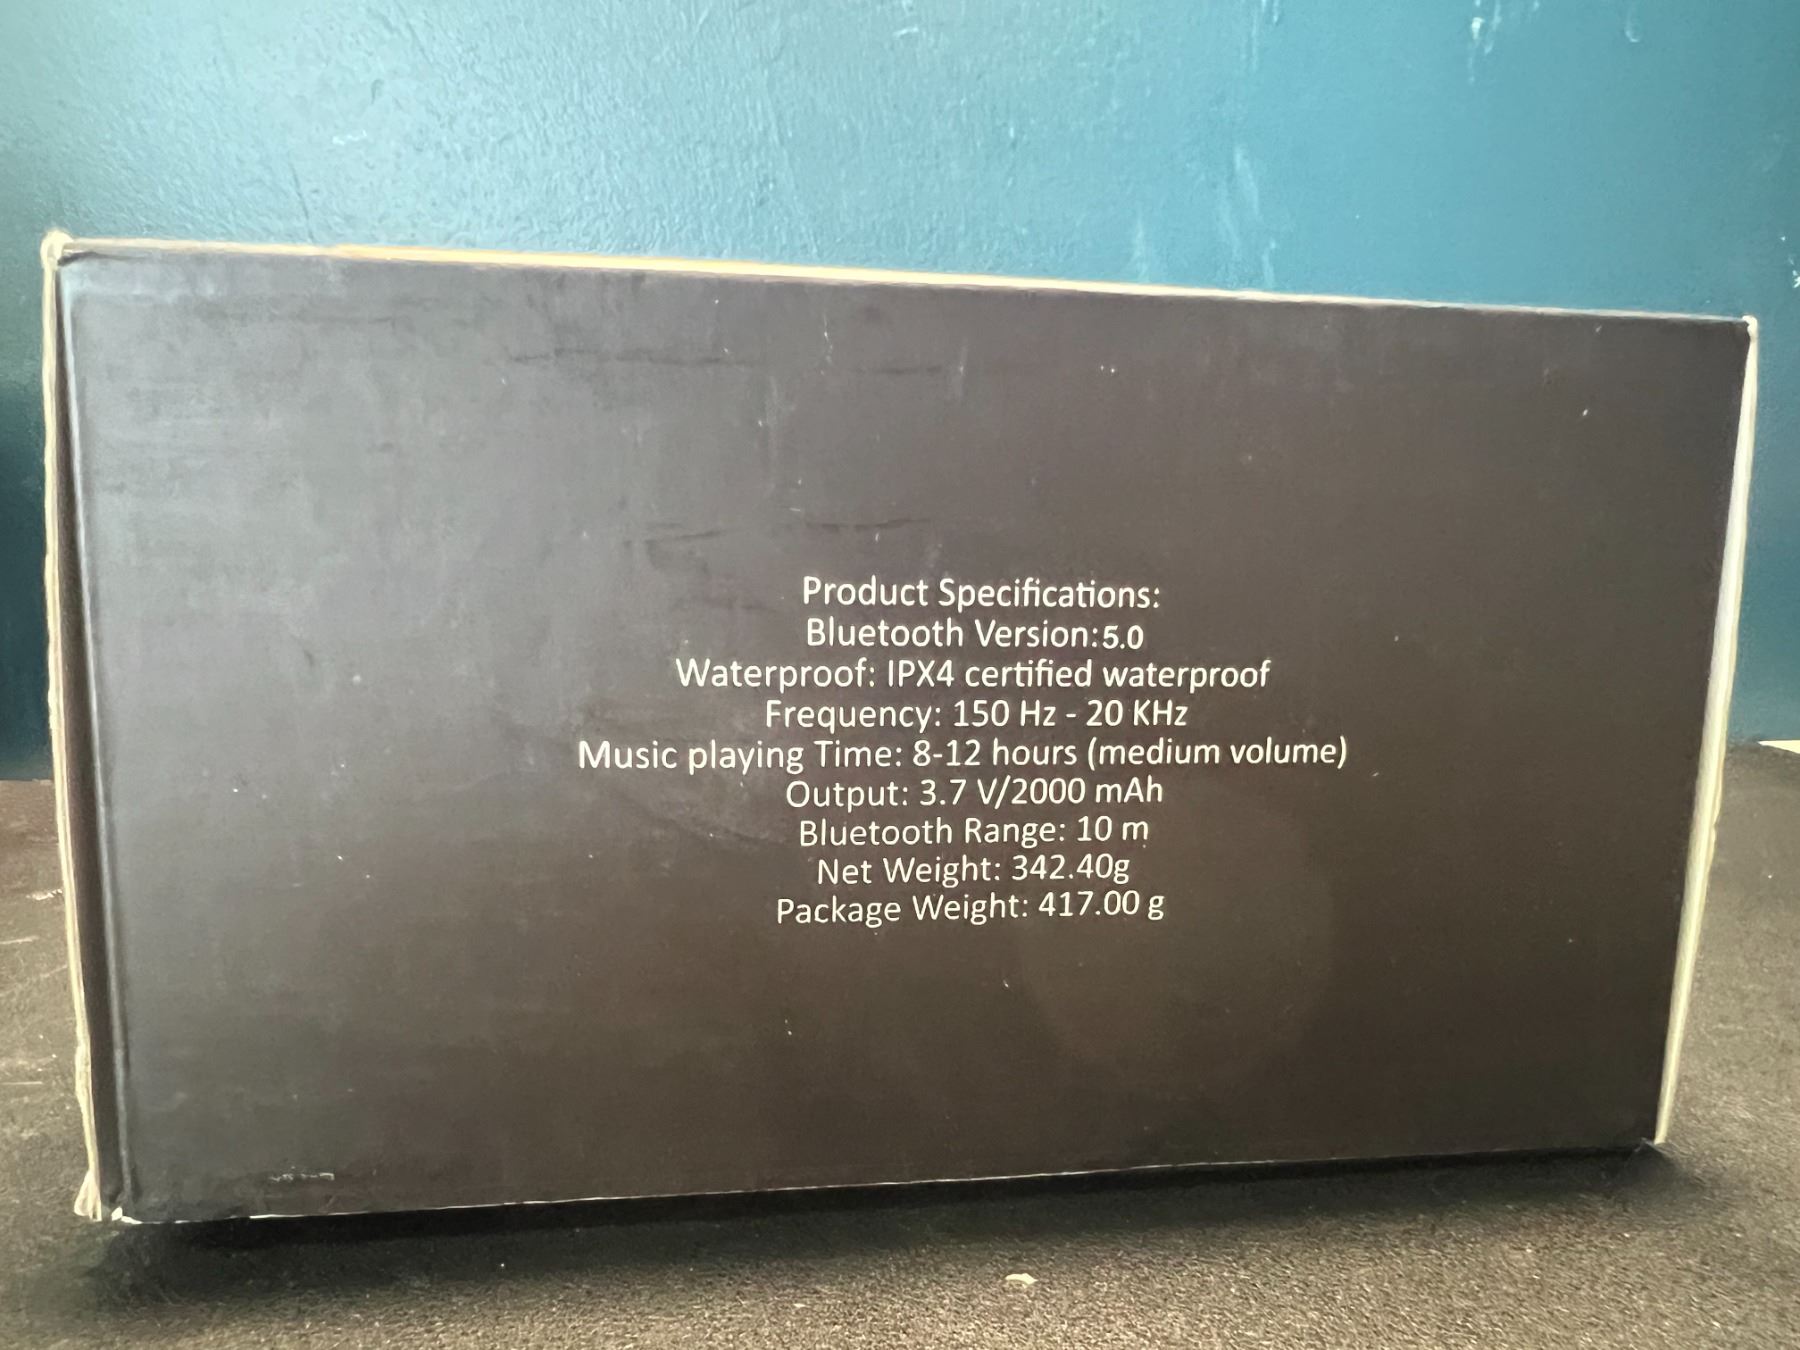 Product Specifications:
Bluetooth Version:5.0
Waterproof: IPX4 certified waterproof
Frequency: 150 Hz - 20 KHz
Music playing Time: 8-12 hours (medium volume)
Output: 3.7 V/2000 mAh
Bluetooth Range: 10 m
Net Weight: 342.40g
Package Weight: 417.00 g